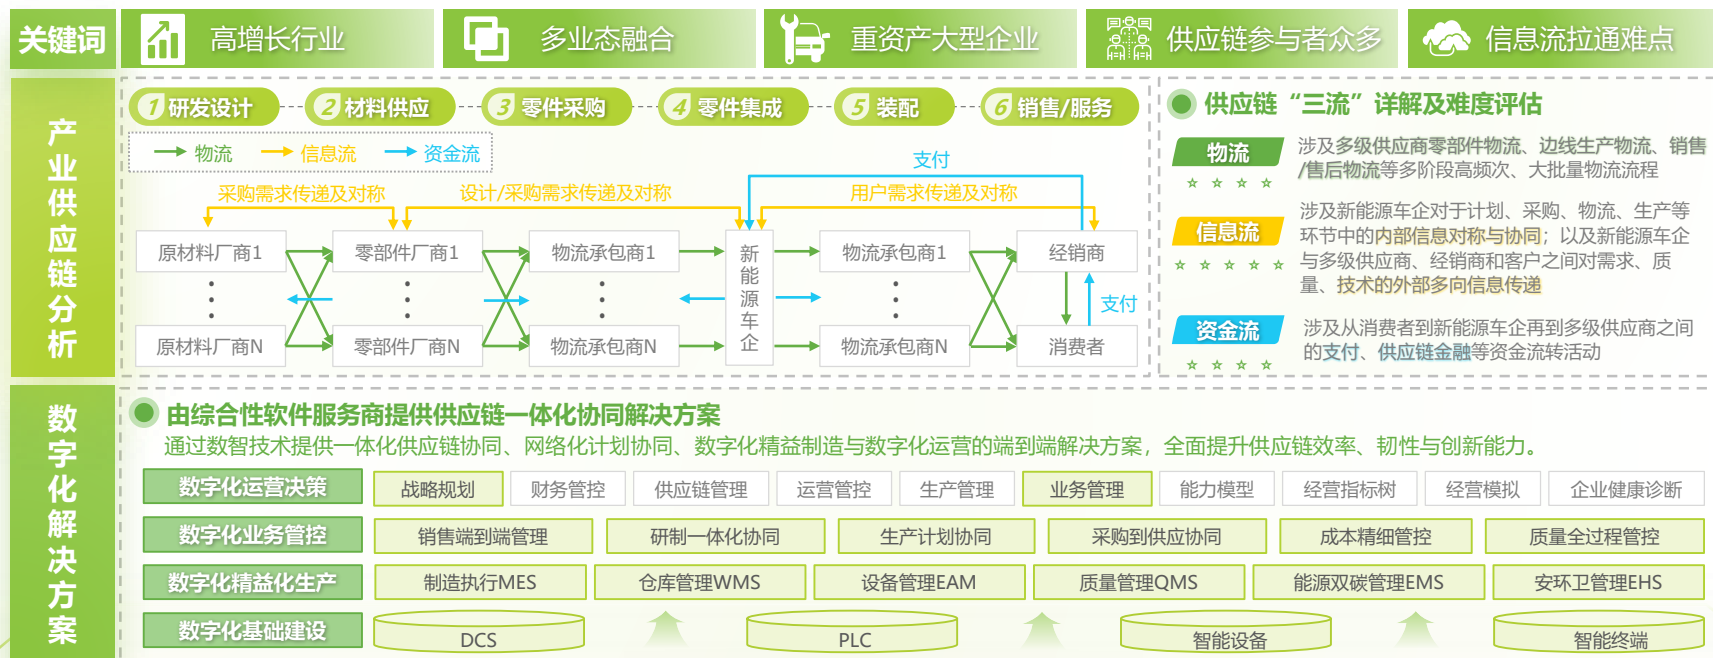 关键词
高增长行业
多业态融合
重资产大型企业
供应链参与者众多
信息流拉通难点
产业供应链分析
1 研发设计
2 材料供应
3 零件采购
4 零件集成
5 装配
6 销售/服务
物流
信息流
资金流
支付
采购需求传递及对称
设计/采购需求传递及对称
用户需求传递及对称
原材料厂商1
零部件厂商1
物流承包商1
新能源车企
物流承包商1
经销商
支付
原材料厂商N
零部件厂商N
物流承包商N
物流承包商N
消费者
供应链“三流”详解及难度评估
物流
涉及多级供应商零部件物流、边线生产物流、销售
/售后物流等多阶段高频次、大批量物流流程
信息流
涉及新能源车企对于计划、采购、物流、生产等
环节中的内部信息对称与协同；以及新能源车企
与多级供应商、经销商和客户之间对需求、质
量、技术的外部多向信息传递
资金流
涉及从消费者到新能源车企再到多级供应商之间
的支付、供应链金融等资金流转活动
数字化解决方案
由综合性软件服务商提供供应链一体化协同解决方案
通过数智技术提供一体化供应链协同、网络化计划协同、数字化精益制造与数字化运营的端到端解决方案，全面提升供应链效率、韧性与创新能力。
数字化运营决策
战略规划
财务管控
供应链管理
运营管控
生产管理
业务管理
能力模型
经营指标树
经营模拟
企业健康诊断
数字化业务管控
销售端到端管理
研制一体化协同
生产计划协同
采购到供应协同
成本精细管控
质量全过程管控
数字化精益化生产
制造执行MES
仓库管理WMS
设备管理EAM
质量管理QMS
能源双碳管理EMS
安环卫管理EHS
数字化基础建设
DCS
PLC
智能设备
智能终端